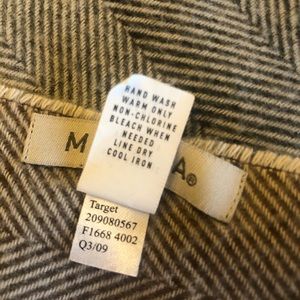 HAND WASH
WARM ONLY
NON-CHLORINE
BLEACH WHEN
NEEDED
LINE DRY
COOL IRON
Target
209080567
F1668 4002
Q3/09